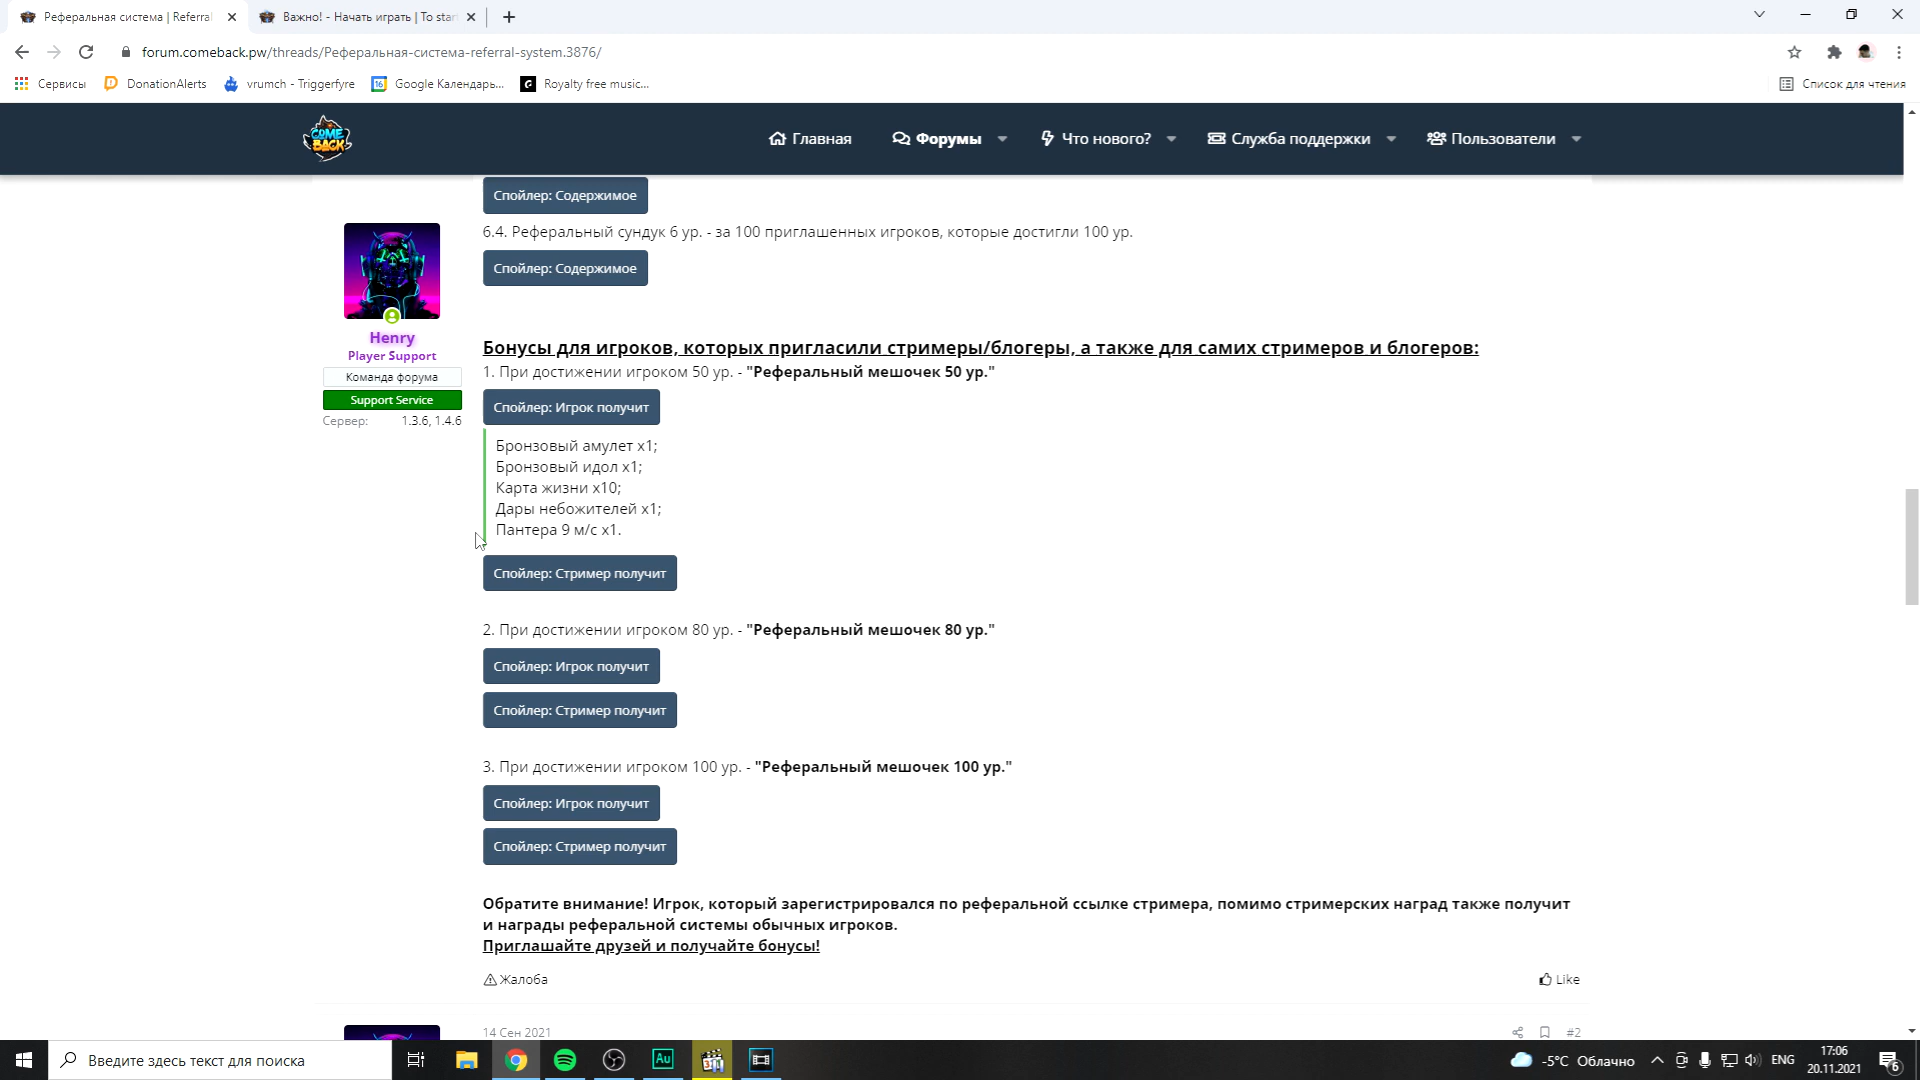 Реферальная система | Referral
Важно! - Начать играть | To star
forum.comeback.pw/threads/Реферальная-система-referral-system.3876/
Сервисы
DonationAlerts
vrumch - Triggerfyre
16
Google Календарь...
Royalty free music...
Список для чтения
COME BACK
Главная
Форумы
Что нового?
Служба поддержки
Пользователи
Спойлер: Содержимое
6.4. Реферальный сундук 6 ур. - за 100 приглашенных игроков, которые достигли 100 ур.
Спойлер: Содержимое
Henry
Player Support
Команда форума
Support Service
Сервер: 1.3.6, 1.4.6
Бонусы для игроков, которых пригласили стримеры/блогеры, а также для самих стримеров и блогеров:
1. При достижении игроком 50 ур. - "Реферальный мешочек 50 ур."
Спойлер: Игрок получит
Бронзовый амулет x1;
Бронзовый идол x1;
Карта жизни x10;
Дары небожителей x1;
Пантера 9 м/с x1.
Спойлер: Стример получит
2. При достижении игроком 80 ур. - "Реферальный мешочек 80 ур."
Спойлер: Игрок получит
Спойлер: Стример получит
3. При достижении игроком 100 ур. - "Реферальный мешочек 100 ур."
Спойлер: Игрок получит
Спойлер: Стример получит
Обратите внимание! Игрок, который зарегистрировался по реферальной ссылке стримера, помимо стримерских наград также получит
и награды реферальной системы обычных игроков.
Приглашайте друзей и получайте бонусы!
Жалоба
Like
14 Сен 2021
#2
Введите здесь текст для поиска
Au
-5°C Облачно
ENG
17:06
20.11.2021
6